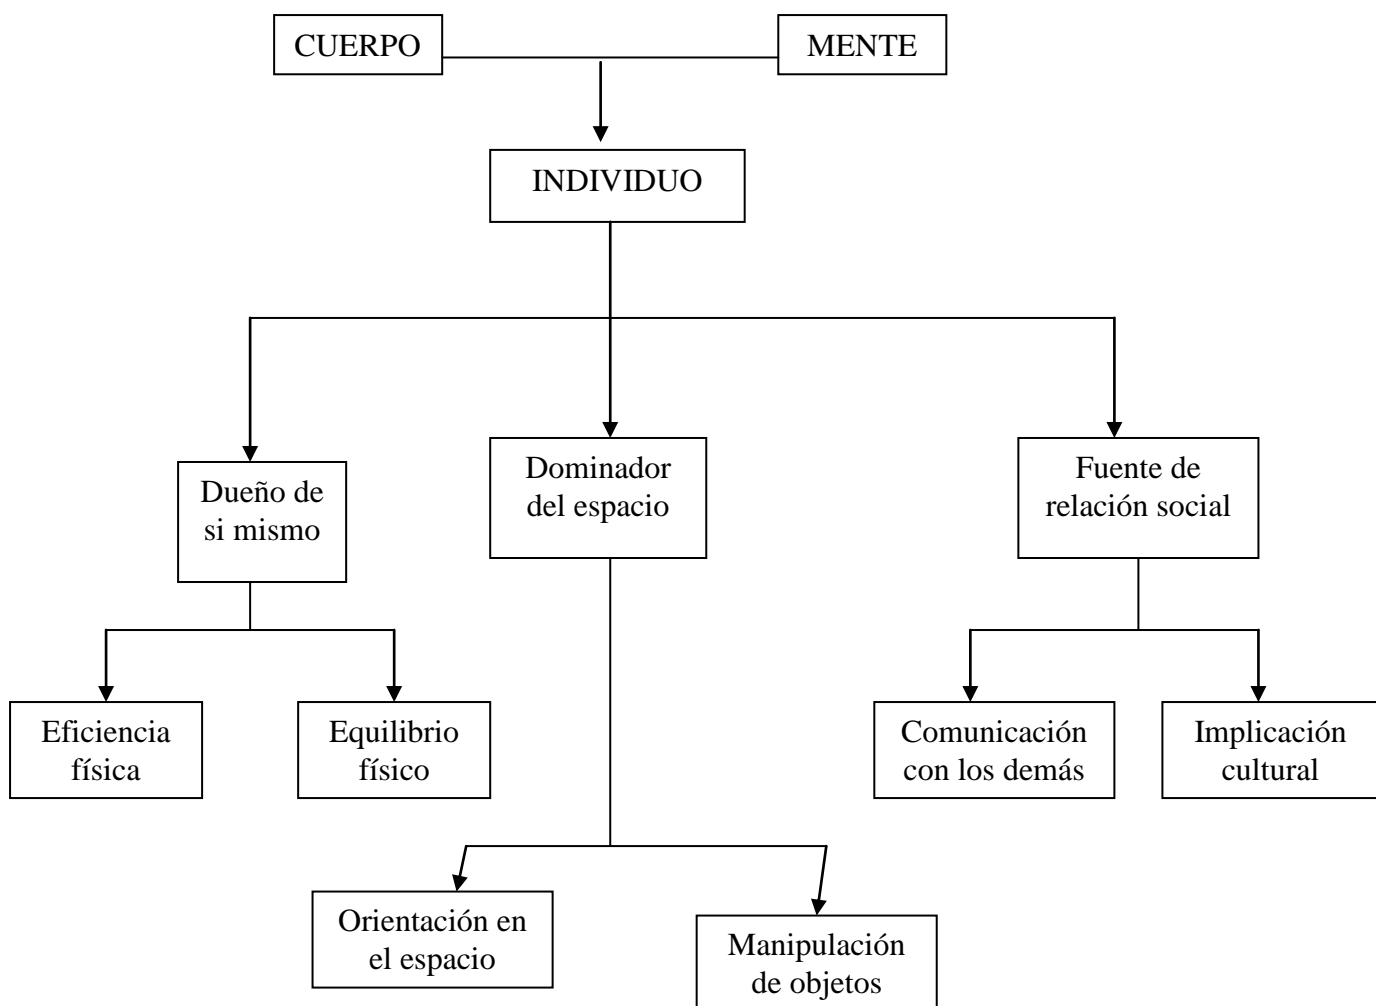 CUERPO
MENTE
INDIVIDUO
Dueño de
si mismo
Dominador
del espacio
Fuente de
relación social
Eficiencia
física
Equilibrio
físico
Comunicación
con los demás
Implicación
cultural
Orientación en
el espacio
Manipulación
de objetos